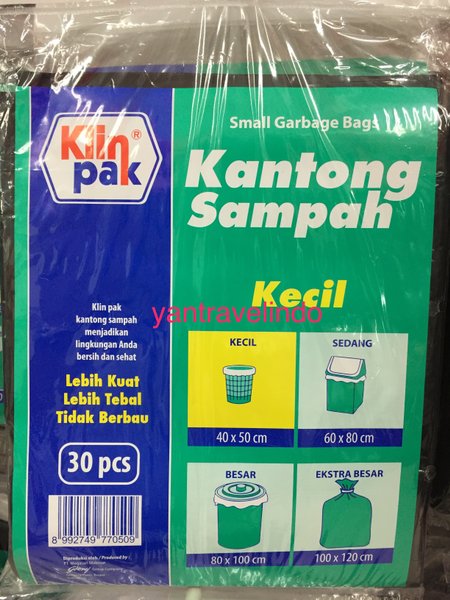 Klin®
pak
Small Garbage Bags
Kantong
Sampah
Kecil
yantravelindo
Klin pak
kantong sampah
menjadikan
lingkungan Anda
bersih dan sehat
Lebih Kuat
Lebih Tebal
Tidak Berbau
30 pcs
8 992749 770509
Diproduksi oleh / Produced by :
KECIL
40 x 50 cm
SEDANG
60 x 80 cm
BESAR
80 x 100 cm
EKSTRA BESAR
100 x 120 cm